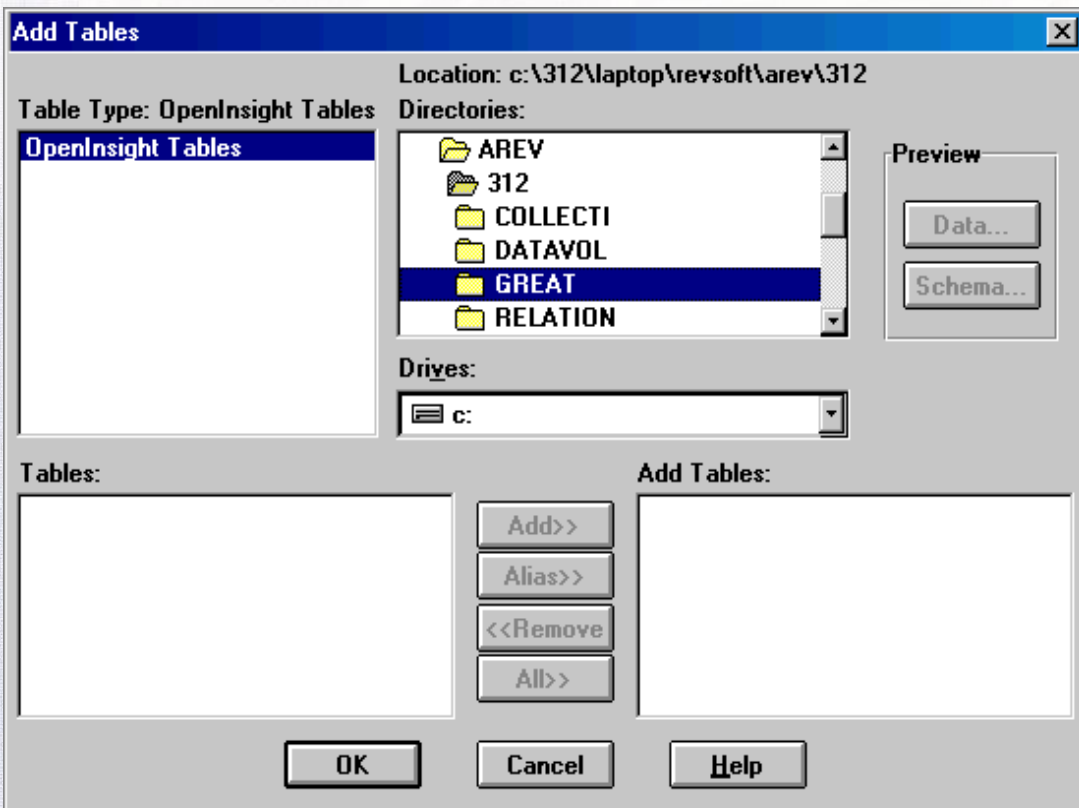 Add Tables
Location: c:\312\laptop\revsoft\arev\312
Table Type: OpenInsight Tables
Directories:
OpenInsight Tables
AREV
312
COLLECTI
DATAVOL
GREAT
RELATION
Preview
Data...
Schema...
Drives:
c:
Tables:
Add Tables:
Add>>
Alias>>
<<Remove
All>>
OK
Cancel
Help